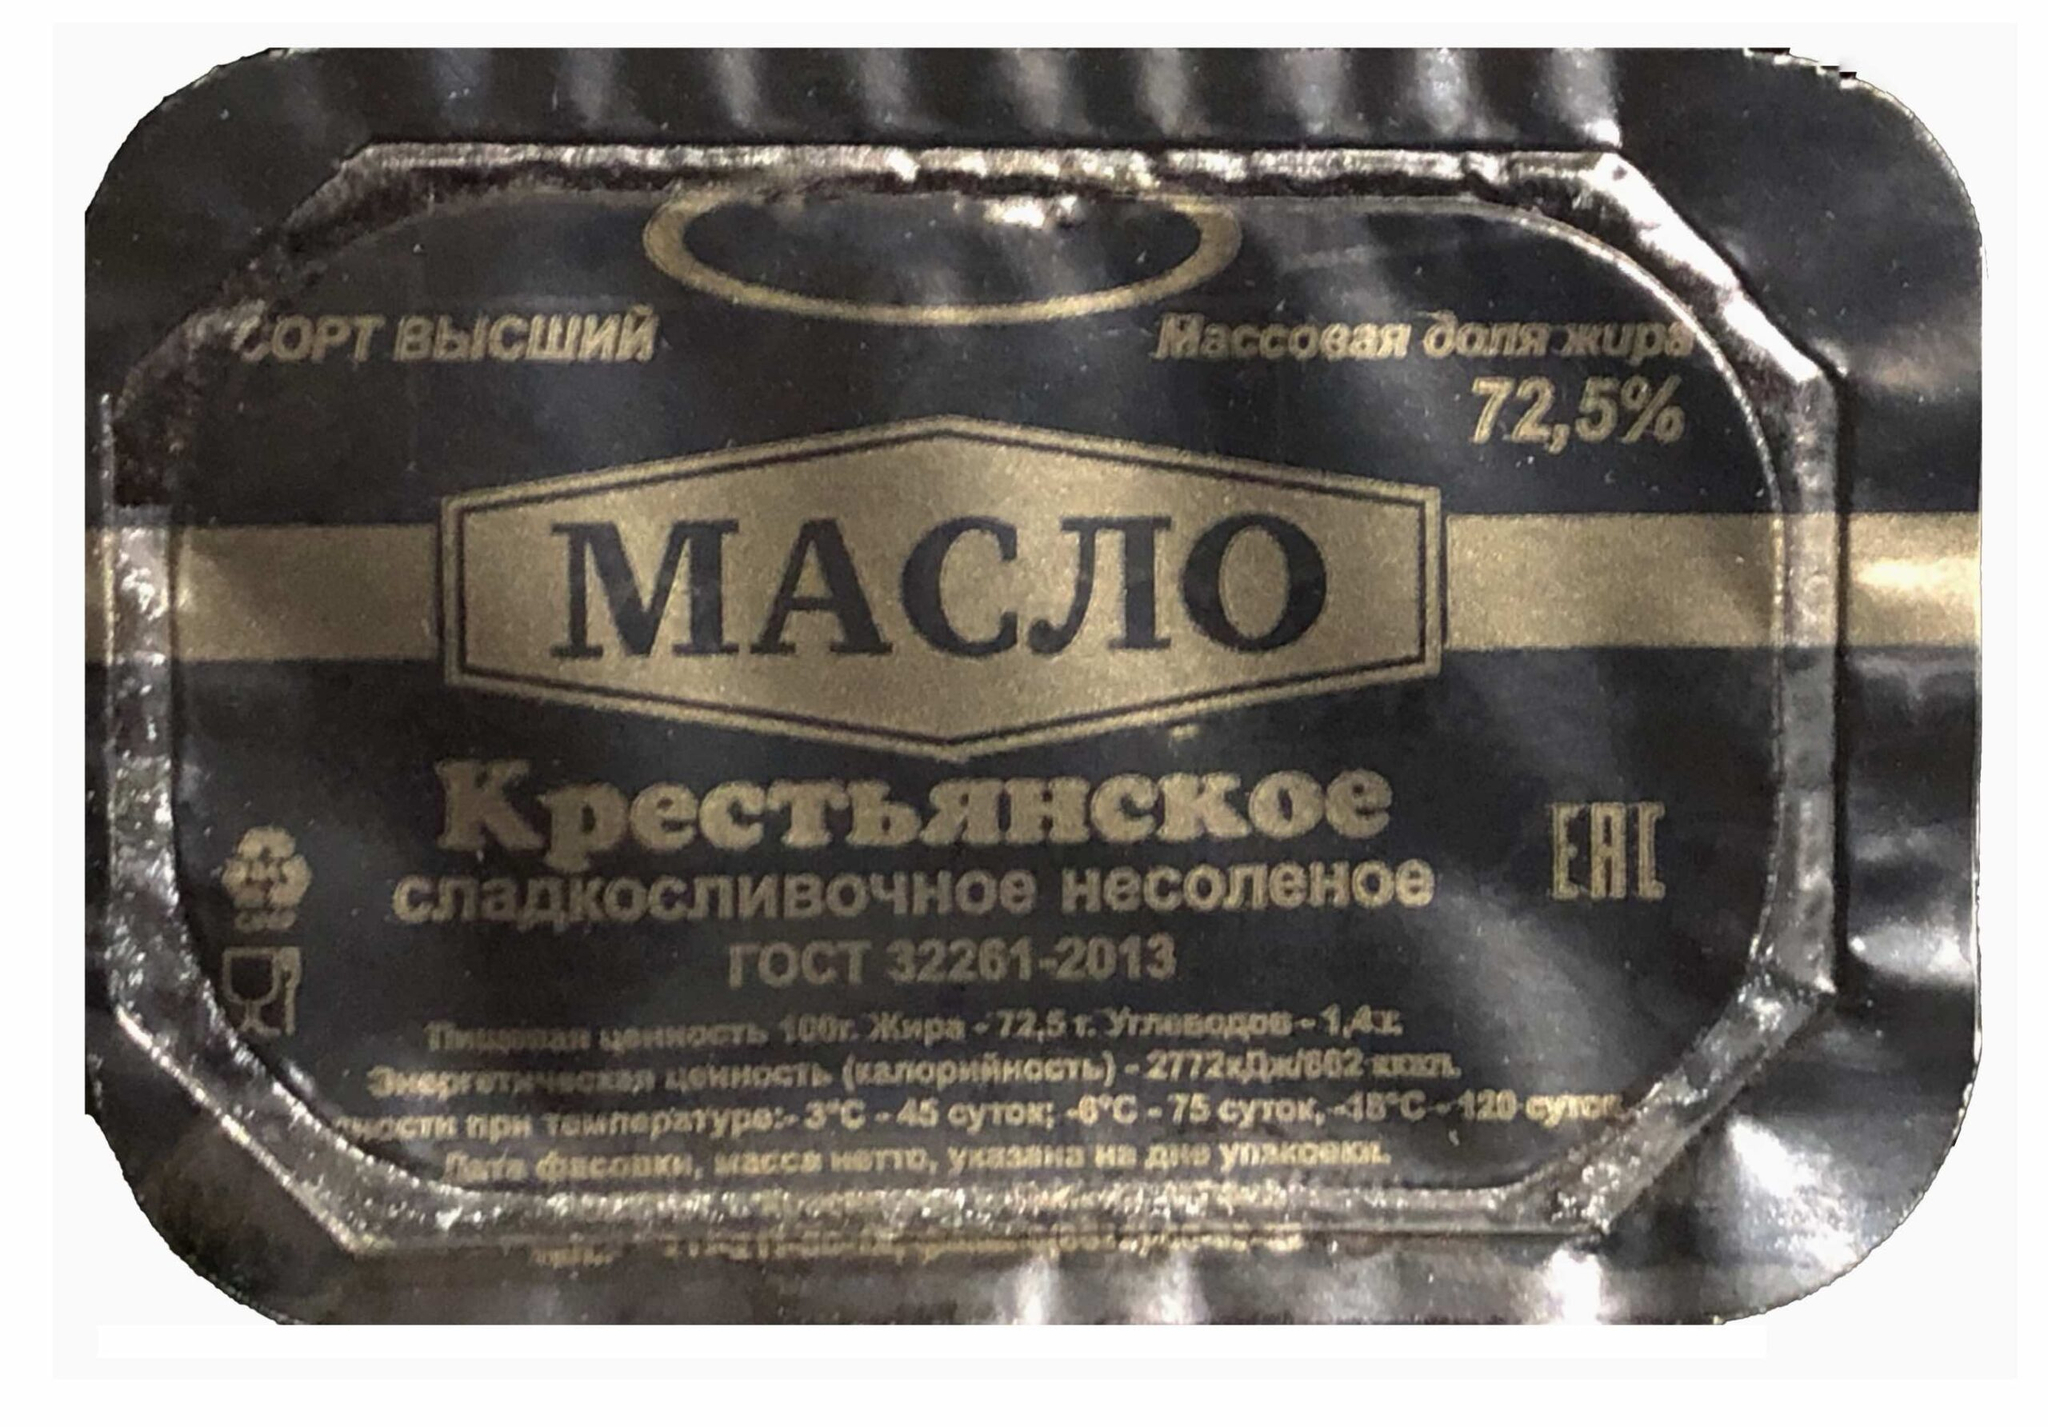 СОРТ ВЫСШИЙ
Массовая доля жира
72,5%
МАСЛО
Крестьянское
сладкосливочное несоленое
EAC
ГОСТ 32261-2013
Пищевая ценность 100г. Жира - 72,5 г. Углеводов - 1,4 г.
Энергетическая ценность (калорийность) - 2772кДж/662 ккал.
ности при температуре:- 3°С - 45 суток; -6°С - 75 суток, -18°С - 120 суток
Дата фасовки, масса нетто, указана на дне упаковки.